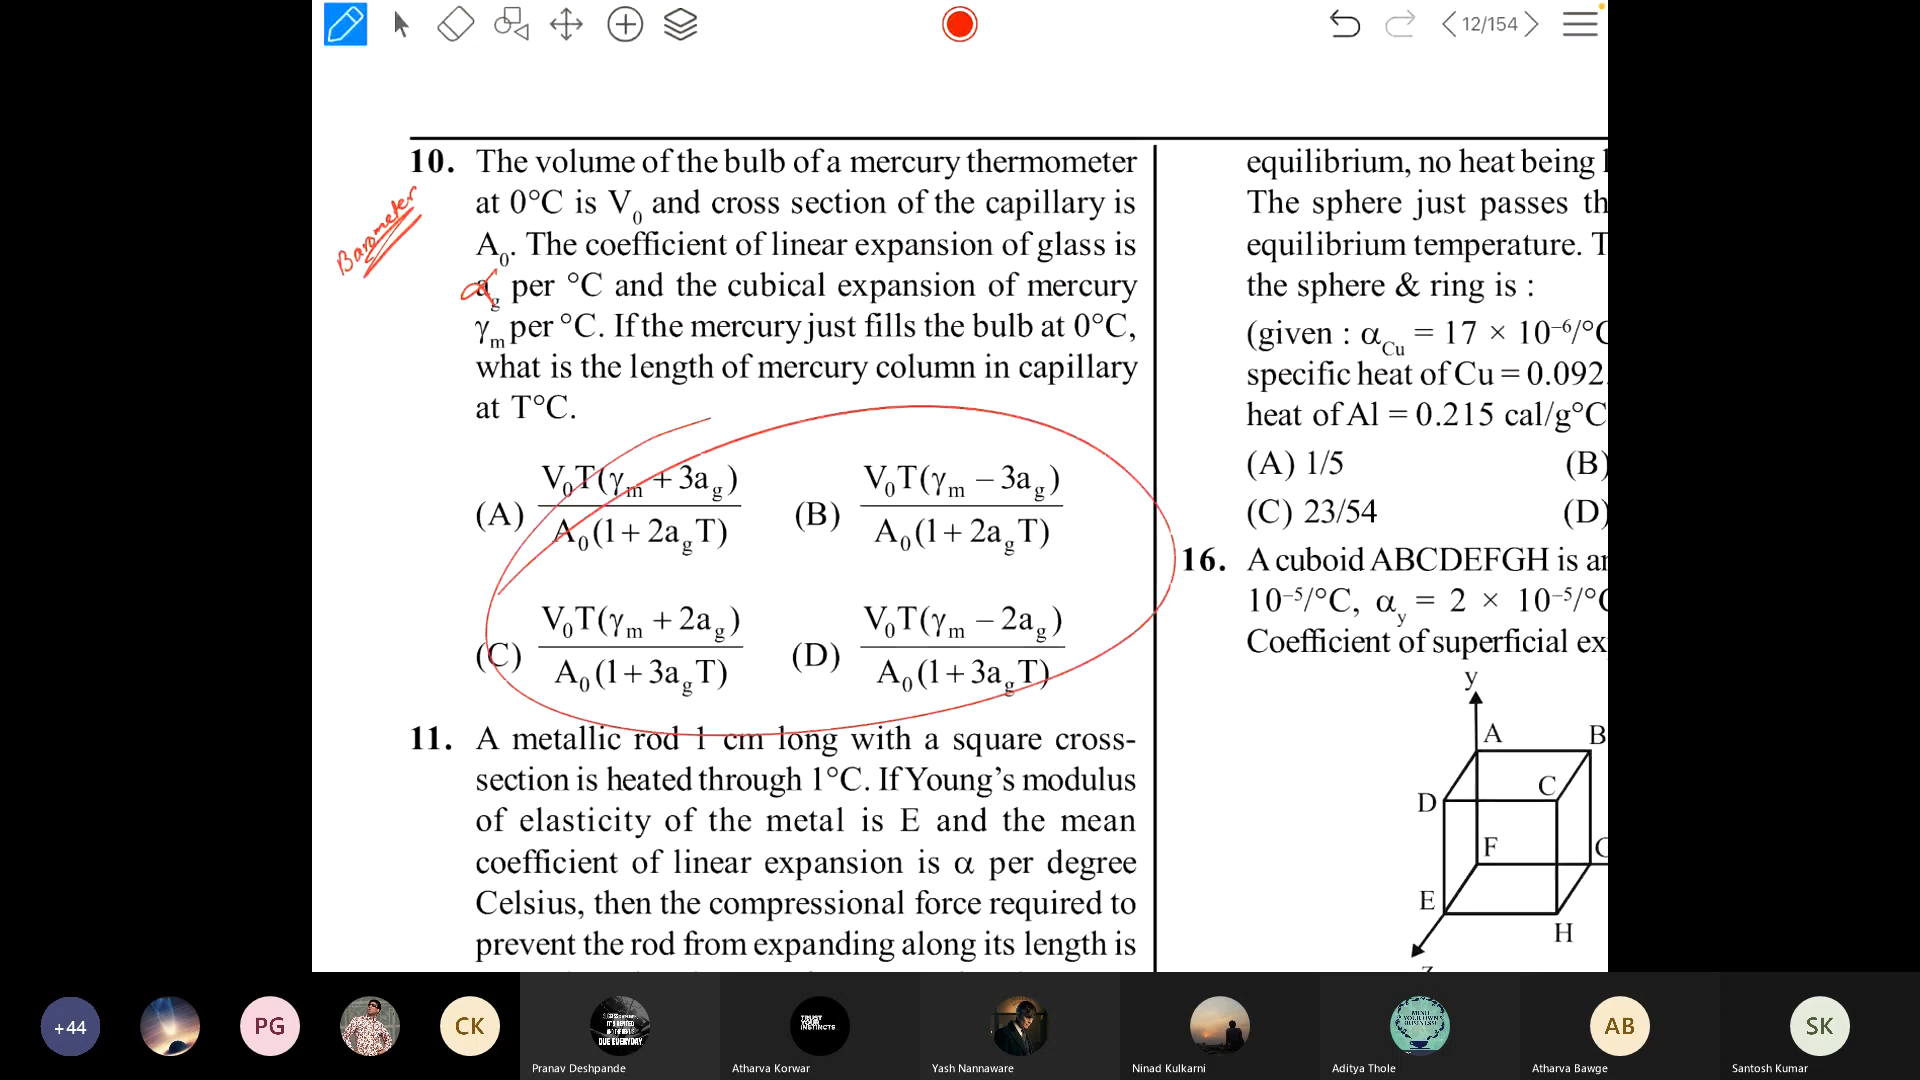 12/154
10. The volume of the bulb of a mercury thermometer
at 0°C is V₀ and cross section of the capillary is
A₀. The coefficient of linear expansion of glass is
αg per °C and the cubical expansion of mercury
γm per °C. If the mercury just fills the bulb at 0°C,
what is the length of mercury column in capillary
at T°C.
Barometer
(A) V₀T(γm + 3ag) / A₀(1 + 2agT) (B) V₀T(γm − 3ag) / A₀(1 + 2agT)
(C) V₀T(γm + 2ag) / A₀(1 + 3agT) (D) V₀T(γm − 2ag) / A₀(1 + 3agT)
11. A metallic rod 1 cm long with a square cross-
section is heated through 1°C. If Young’s modulus
of elasticity of the metal is E and the mean
coefficient of linear expansion is α per degree
Celsius, then the compressional force required to
prevent the rod from expanding along its length is
equilibrium, no heat being
The sphere just passes th
equilibrium temperature. T
the sphere & ring is :
(given : αCu = 17 × 10⁻⁶/°C
specific heat of Cu = 0.092
heat of Al = 0.215 cal/g°C
(A) 1/5 (B)
(C) 23/54 (D)
16. A cuboid ABCDEFGH is an
10⁻⁵/°C, αy = 2 × 10⁻⁵/°C
Coefficient of superficial ex
y
A B
D C
F
E
H
+44
PG
CK
AB
SK
TRUST YOUR INSTINCTS
MIND YOUR OWN BUSINESS!
Pranav Deshpande
Atharva Korwar
Yash Nannaware
Ninad Kulkarni
Aditya Thole
Atharva Bawge
Santosh Kumar